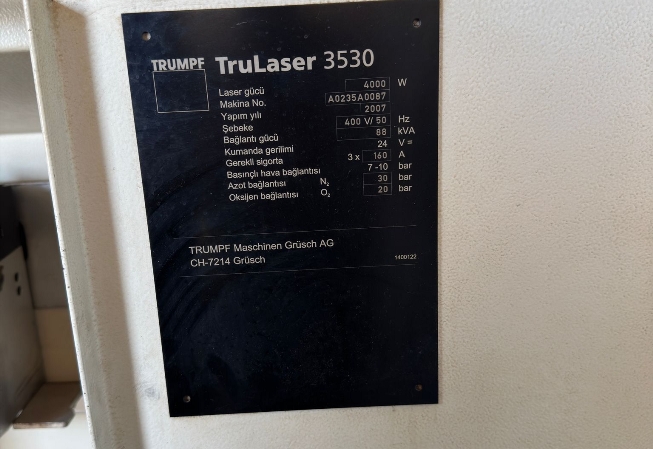 TRUMPF TruLaser 3530
Laser gücü 4000 W
Makina No. A0235A0087
Yapım yılı 2007
Şebeke 400 V/ 50 Hz
Bağlantı gücü 88 kVA
Kumanda gerilimi 24 V =
Gerekli sigorta 3 x 160 A
Basınçlı hava bağlantısı 7 -10 bar
Azot bağlantısı N₂ 30 bar
Oksijen bağlantısı O₂ 20 bar
TRUMPF Maschinen Grüsch AG
CH-7214 Grüsch 1400122